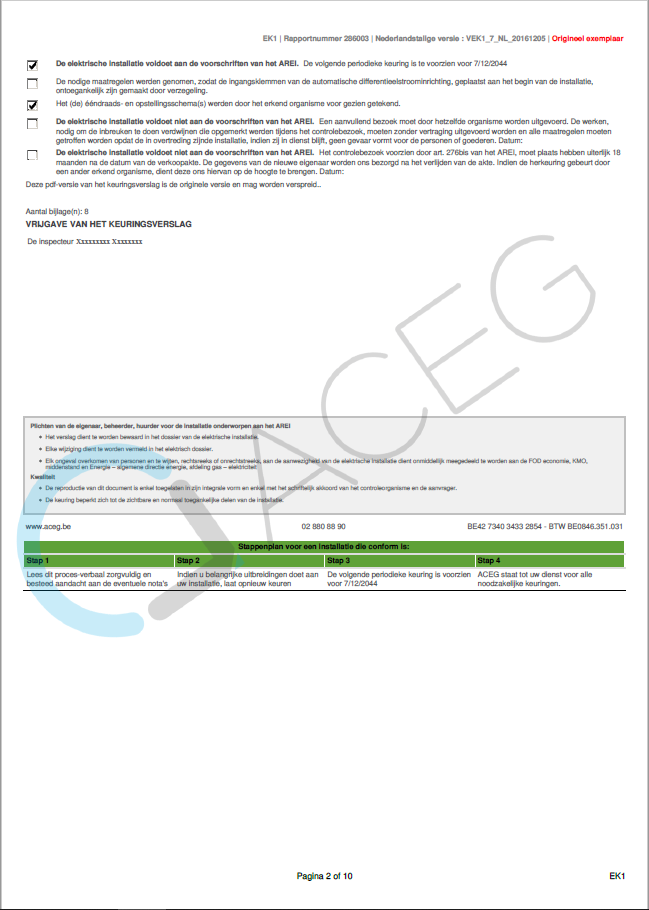 EK1 | Rapportnummer 286003 | Nederlandstalige versie : VEK1_7_NL_20161205 | Origineel exemplaar
De elektrische installatie voldoet aan de voorschriften van het AREI. De volgende periodieke keuring is te voorzien voor 7/12/2044
De nodige maatregelen werden genomen, zodat de ingangsklemmen van de automatische differentieelstroominrichting, geplaatst aan het begin van de installatie,
ontoegankelijk zijn gemaakt door verzegeling.
Het (de) ééndraads- en opstellingsschema(s) werden door het erkend organisme voor gezien getekend.
De elektrische installatie voldoet niet aan de voorschriften van het AREI. Een aanvullend bezoek moet door hetzelfde organisme worden uitgevoerd. De werken,
nodig om de inbreuken te doen verdwijnen die opgemerkt werden tijdens het controlebezoek, moeten zonder vertraging uitgevoerd worden en alle maatregelen moeten
getroffen worden opdat de in overtreding zijnde installatie, indien zij in dienst blijft, geen gevaar vormt voor de personen of goederen. Datum:
De elektrische installatie voldoet niet aan de voorschriften van het AREI. Het controlebezoek voorzien door art. 276bis van het AREI, moet plaats hebben uiterlijk 18
maanden na de datum van de verkoopakte. De gegevens van de nieuwe eigenaar worden ons bezorgd na het verlijden van de akte. Indien de herkeuring gebeurt door
een ander erkend organisme, dient deze ons hiervan op de hoogte te brengen. Datum:
Deze pdf-versie van het keuringsverslag is de originele versie en mag worden verspreid..
Aantal bijlage(n): 8
VRIJGAVE VAN HET KEURINGSVERSLAG
De inspecteur Xxxxxxxxx Xxxxxxxx
ACEG
Plichten van de eigenaar, beheerder, huurder voor de installatie onderworpen aan het AREI
• Het verslag dient te worden bewaard in het dossier van de elektrische installatie.
• Elke wijziging dient te worden vermeld in het elektrisch dossier.
• Elk ongeval overkomen van personen en te wijten, rechtsreeks of onrechtstreeks, aan de aanwezigheid van de elektrische installatie dient onmiddelijk meegedeeld te worden aan de FOD economie, KMO,
middenstand en Energie – algemene directie energie, afdeling gas – elektriciteit
Kwaliteit
• De reproductie van dit document is enkel toegelaten in zijn integrale vorm en enkel met het schriftelijk akkoord van het controleorganisme en de aanvrager.
• De keuring beperkt zich tot de zichtbare en normaal toegankelijke delen van de installatie.
www.aceg.be 02 880 88 90 BE42 7340 3433 2854 - BTW BE0846.351.031
Stappenplan voor een installatie die conform is:
Stap 1 Stap 2 Stap 3 Stap 4
Lees dit proces-verbaal zorgvuldig en Indien u belangrijke uitbreidingen doet aan De volgende periodieke keuring is voorzien ACEG staat tot uw dienst voor alle
besteed aandacht aan de eventuele nota's uw installatie, laat opnieuw keuren voor 7/12/2044 noodzakelijke keuringen.
Pagina 2 of 10 EK1